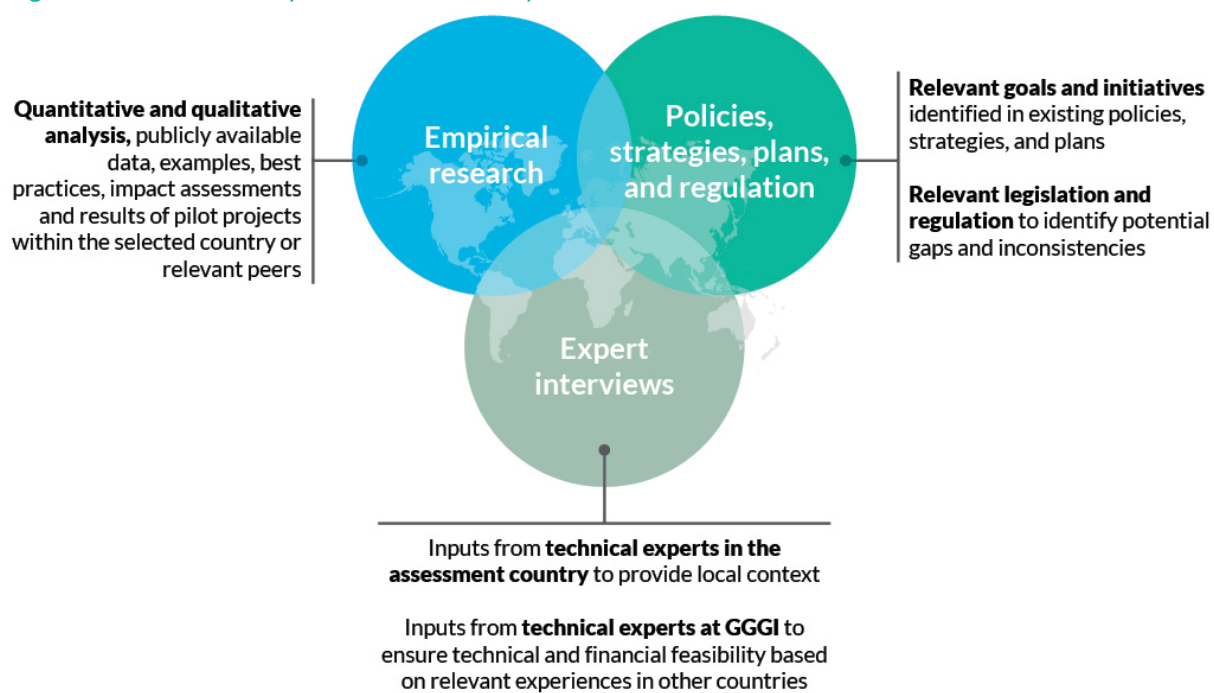 Quantitative and qualitative
analysis, publicly available
data, examples, best
practices, impact assessments
and results of pilot projects
within the selected country or
relevant peers
Empirical
research
Policies,
strategies, plans,
and regulation
Relevant goals and initiatives
identified in existing policies,
strategies, and plans
Relevant legislation and
regulation to identify potential
gaps and inconsistencies
Expert
interviews
Inputs from technical experts in the
assessment country to provide local context
Inputs from technical experts at GGGI to
ensure technical and financial feasibility based
on relevant experiences in other countries